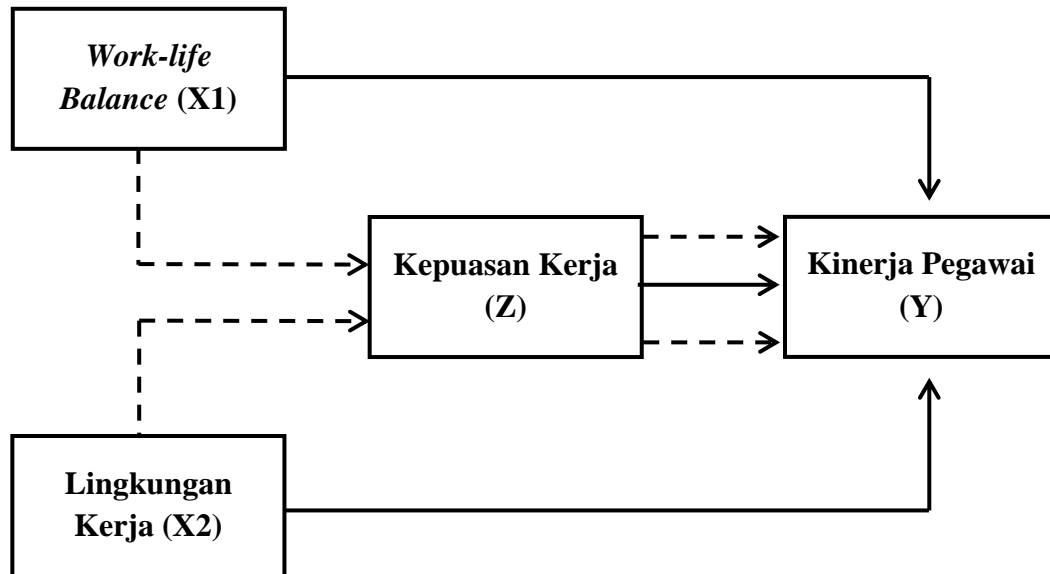 Work-life
Balance (X1)
Kepuasan Kerja
(Z)
Kinerja Pegawai
(Y)
Lingkungan
Kerja (X2)